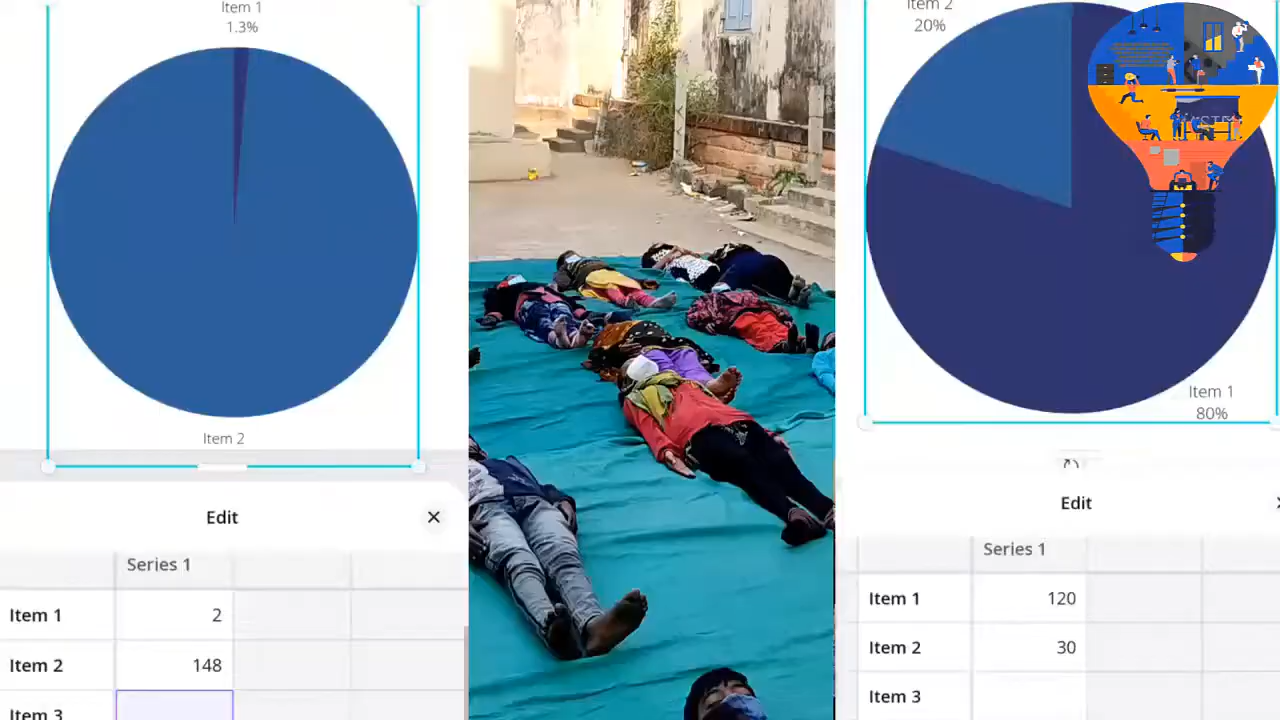 Item 1
1.3%
Item 2
Edit
Series 1
Item 1
2
Item 2
148
Item 3
Item 2
20%
Item 1
80%
Edit
Series 1
Item 1
120
Item 2
30
Item 3